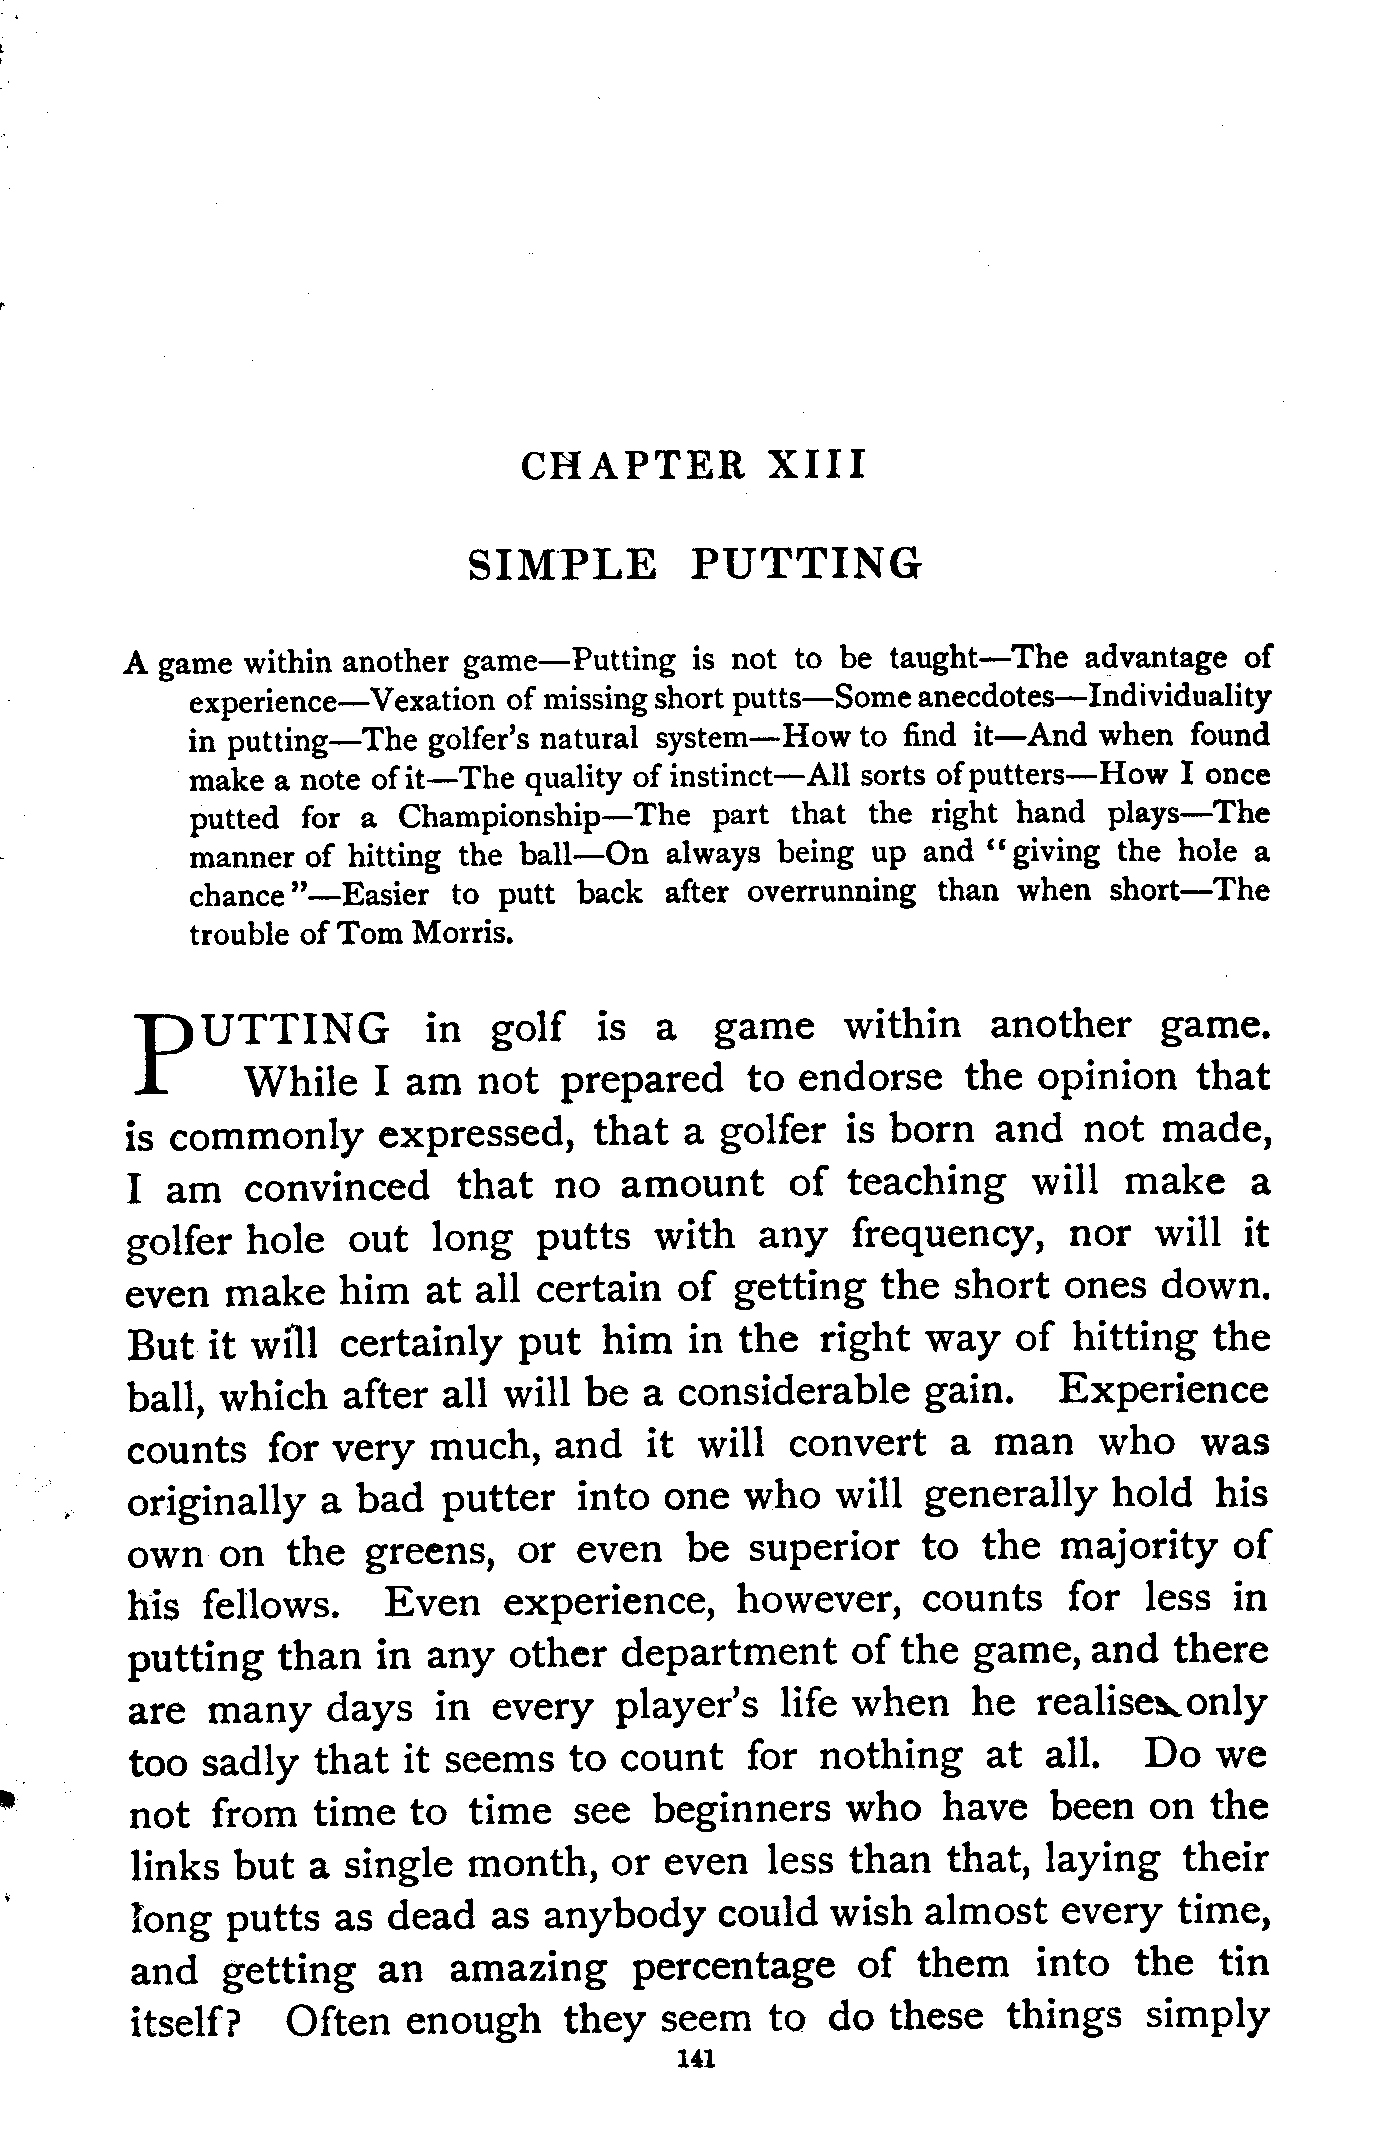 CHAPTER XIII
SIMPLE PUTTING
A game within another game—Putting is not to be taught—The advantage of
experience—Vexation of missing short putts—Some anecdotes—Individuality
in putting—The golfer's natural system—How to find it—And when found
make a note of it—The quality of instinct—All sorts of putters—How I once
putted for a Championship—The part that the right hand plays—The
manner of hitting the ball—On always being up and "giving the hole a
chance"—Easier to putt back after overrunning than when short—The
trouble of Tom Morris.
PUTTING in golf is a game within another game.
While I am not prepared to endorse the opinion that
is commonly expressed, that a golfer is born and not made,
I am convinced that no amount of teaching will make a
golfer hole out long putts with any frequency, nor will it
even make him at all certain of getting the short ones down.
But it will certainly put him in the right way of hitting the
ball, which after all will be a considerable gain. Experience
counts for very much, and it will convert a man who was
originally a bad putter into one who will generally hold his
own on the greens, or even be superior to the majority of
his fellows. Even experience, however, counts for less in
putting than in any other department of the game, and there
are many days in every player's life when he realises only
too sadly that it seems to count for nothing at all. Do we
not from time to time see beginners who have been on the
links but a single month, or even less than that, laying their
long putts as dead as anybody could wish almost every time,
and getting an amazing percentage of them into the tin
itself? Often enough they seem to do these things simply
141